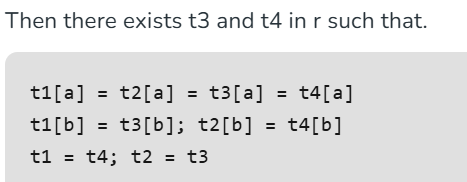 Then there exists t3 and t4 in r such that.
t1[a] = t2[a] = t3[a] = t4[a]
t1[b] = t3[b]; t2[b] = t4[b]
t1 = t4; t2 = t3